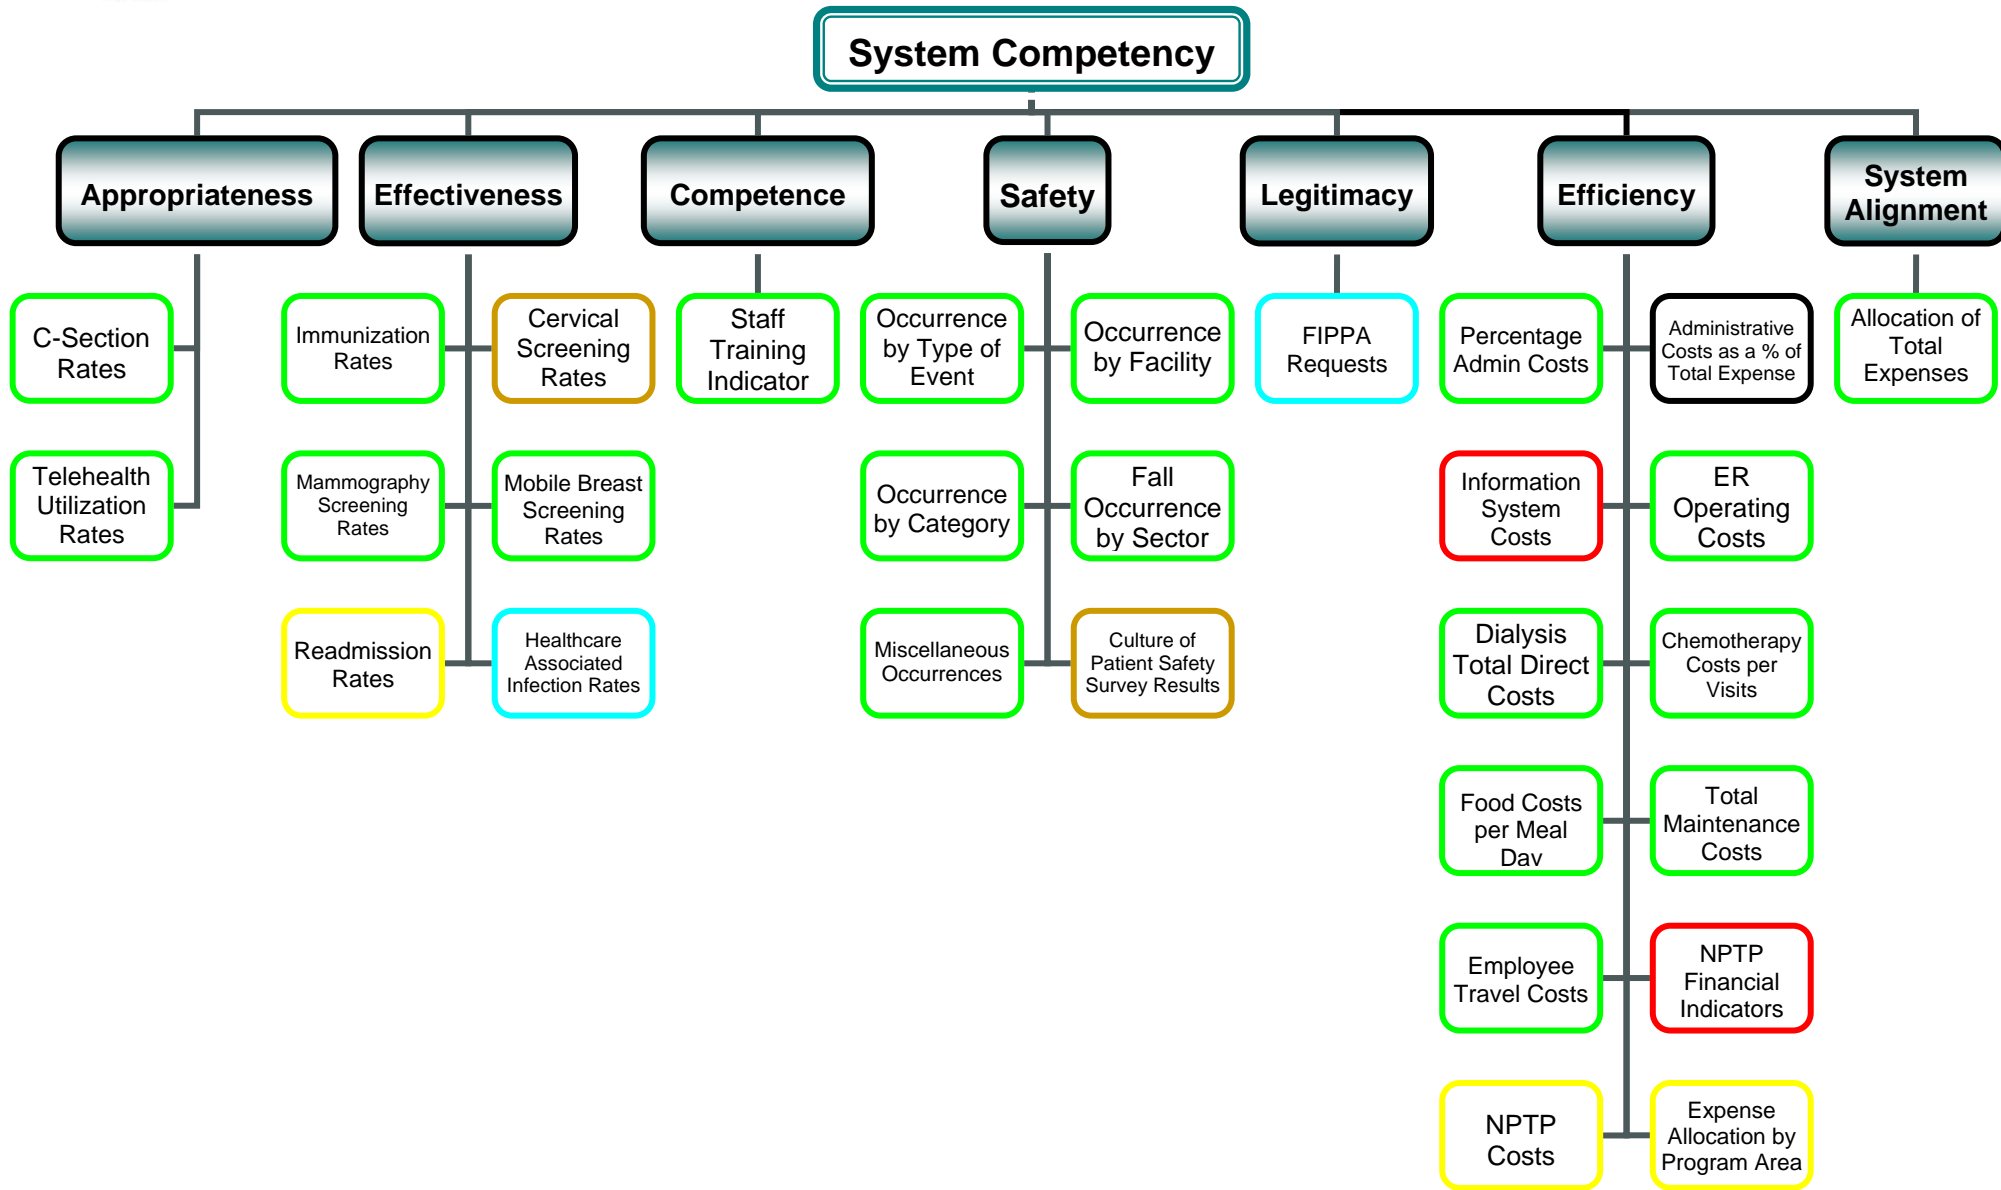 System Competency
Appropriateness
Effectiveness
Competence
Safety
Legitimacy
Efficiency
System
Alignment
C-Section
Rates
Telehealth
Utilization
Rates
Immunization
Rates
Cervical
Screening
Rates
Mammography
Screening
Rates
Mobile Breast
Screening
Rates
Readmission
Rates
Healthcare
Associated
Infection Rates
Staff
Training
Indicator
Occurrence
by Type of
Event
Occurrence
by Facility
Occurrence
by Category
Fall
Occurrence
by Sector
Miscellaneous
Occurrences
Culture of
Patient Safety
Survey Results
FIPPA
Requests
Percentage
Admin Costs
Administrative
Costs as a % of
Total Expense
Information
System
Costs
ER
Operating
Costs
Dialysis
Total Direct
Costs
Chemotherapy
Costs per
Visits
Food Costs
per Meal
Day
Total
Maintenance
Costs
Employee
Travel Costs
NPTP
Financial
Indicators
NPTP
Costs
Expense
Allocation by
Program Area
Allocation of
Total
Expenses